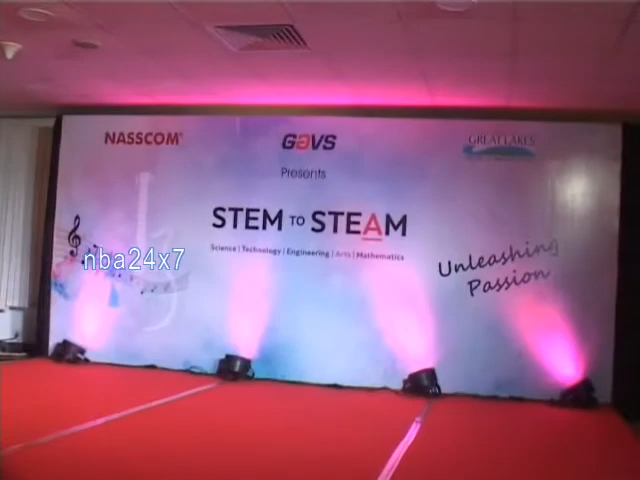 NASSCOM®
GAVS
GREAT LAKES
Presents
STEM TO STEAM
Science | Technology | Engineering | Arts | Mathematics
Unleashing
Passion
nba24x7